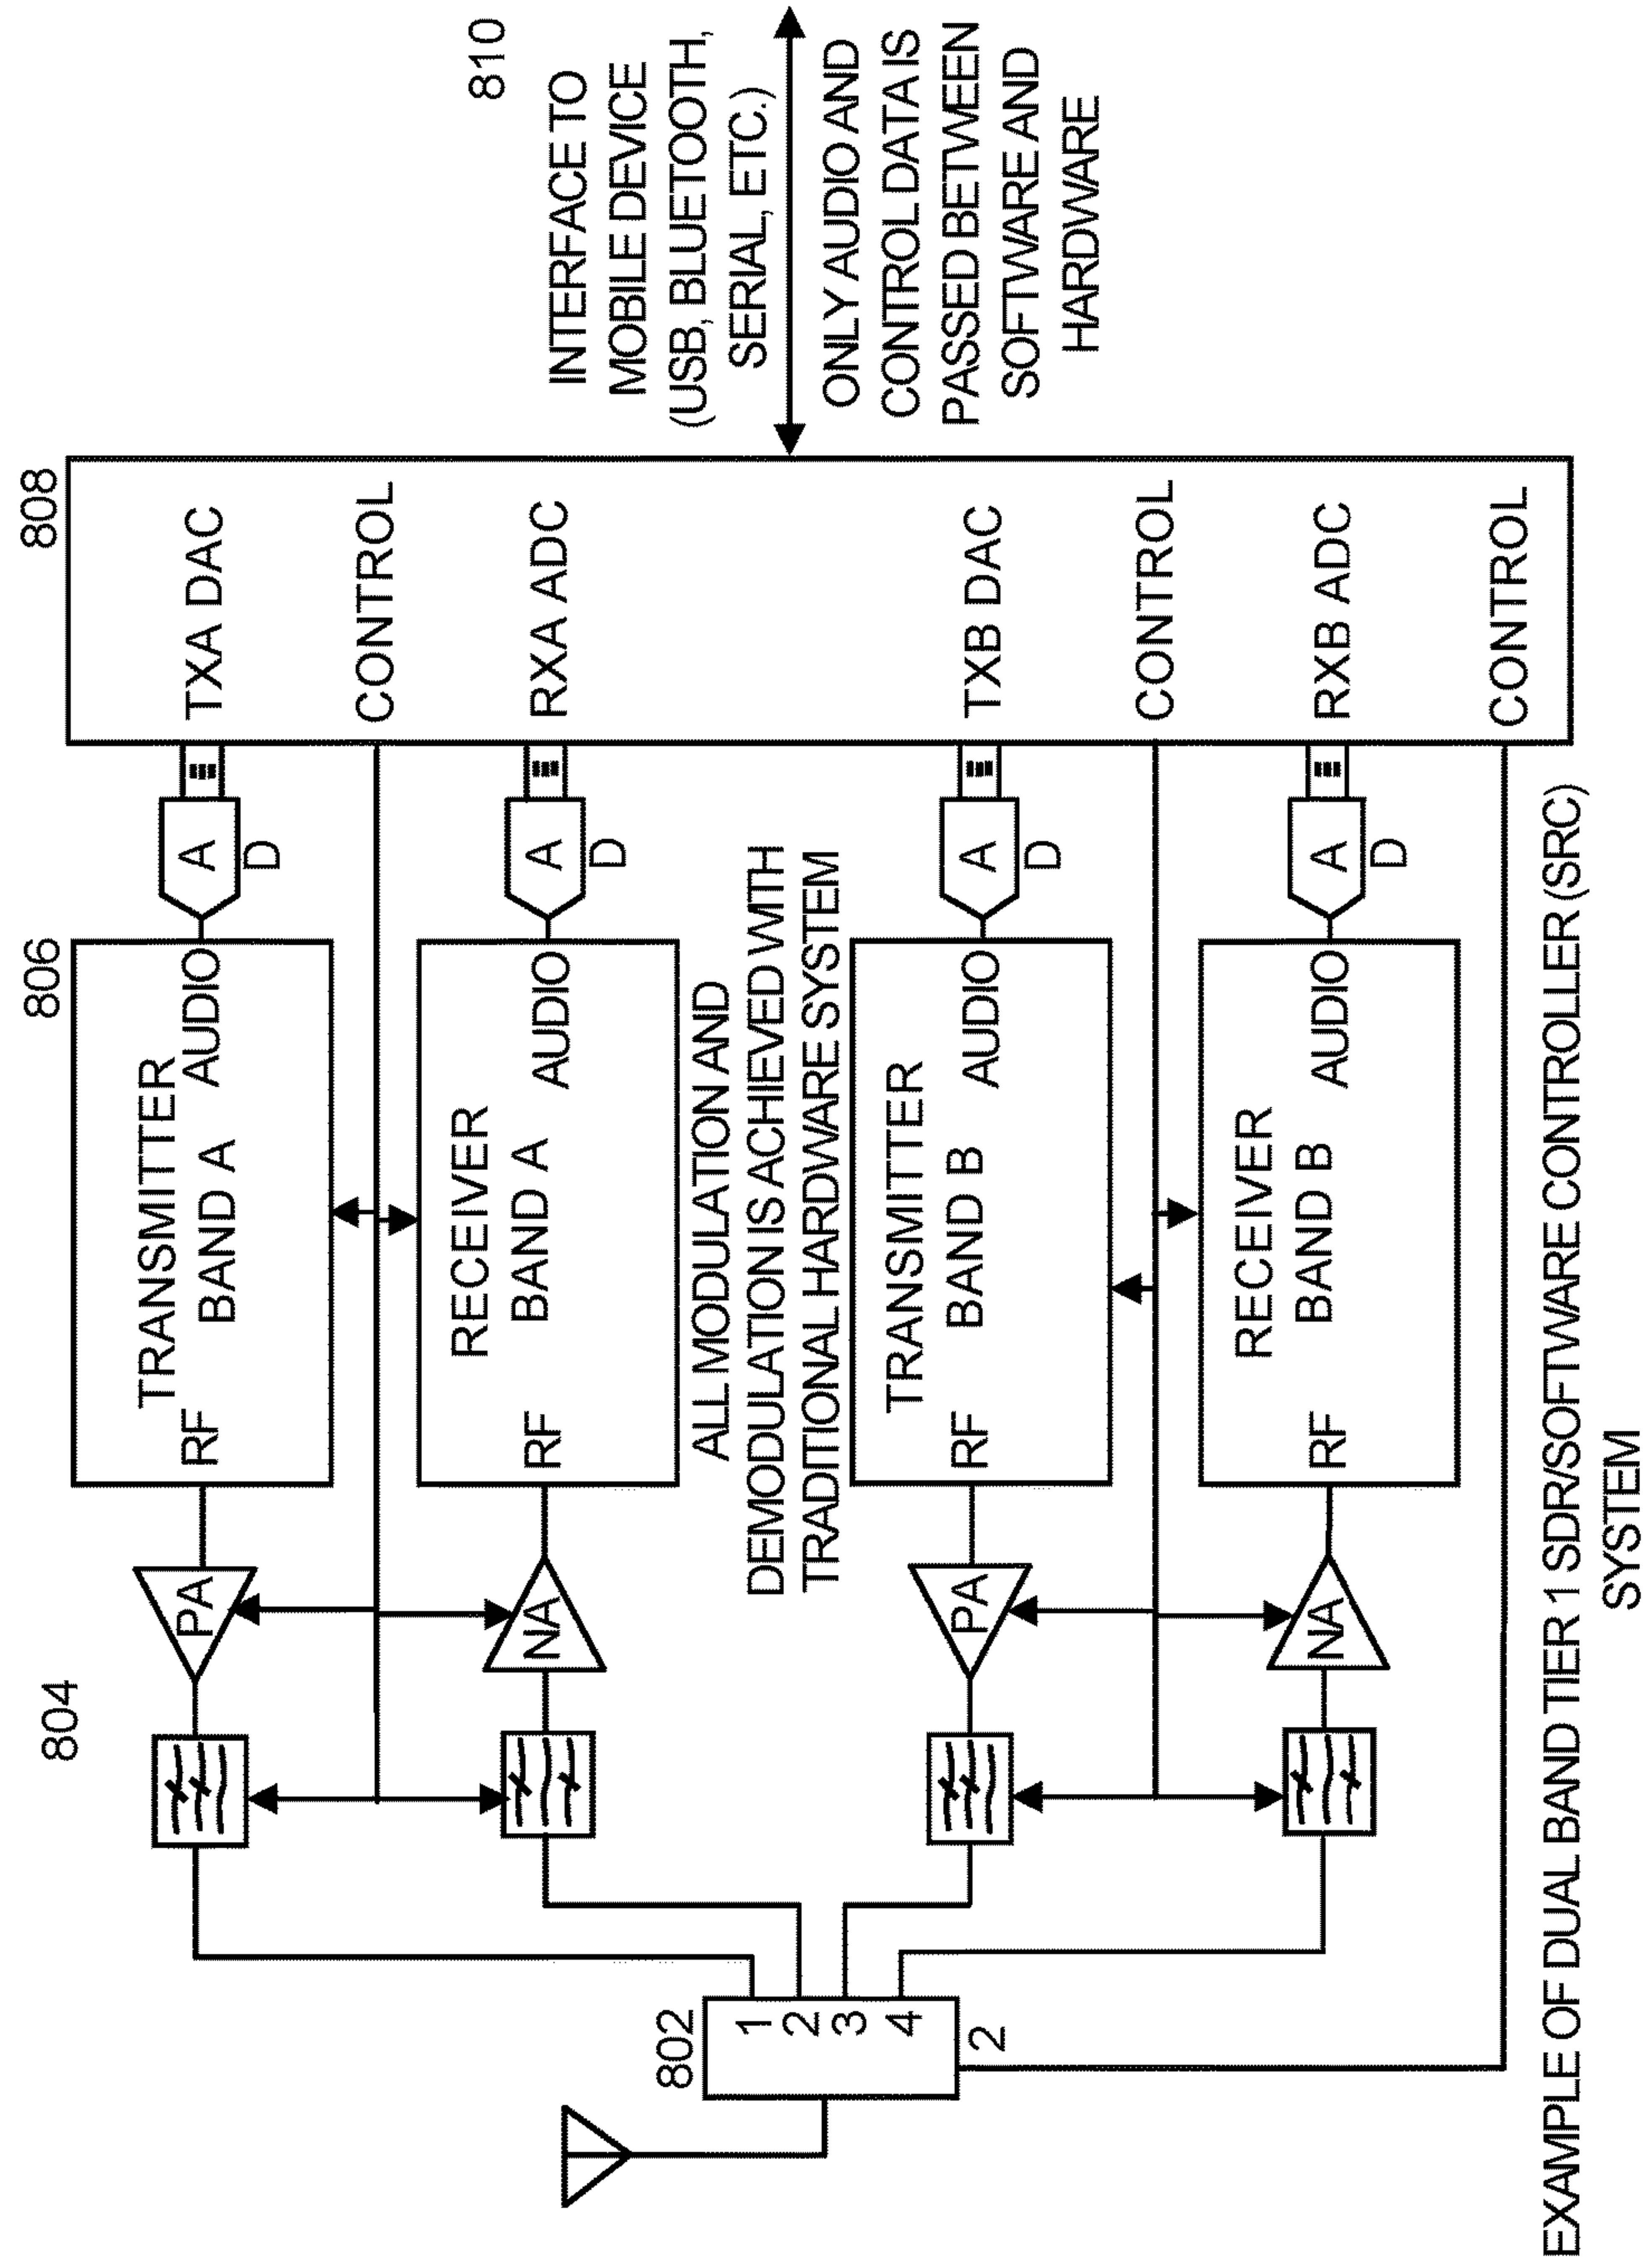 810
INTERFACE TO
MOBILE DEVICE
(USB, BLUETOOTH,
SERIAL, ETC.)
ONLY AUDIO AND
CONTROL DATA IS
PASSED BETWEEN
SOFTWARE AND
HARDWARE
808
TXA DAC
CONTROL
RXA ADC
TXB DAC
CONTROL
RXB ADC
CONTROL
A
D
A
D
A
D
A
D
806
TRANSMITTER
BAND A
RF
AUDIO
RECEIVER
BAND A
RF
AUDIO
ALL MODULATION AND
DEMODULATION IS ACHIEVED WITH
TRADITIONAL HARDWARE SYSTEM
TRANSMITTER
BAND B
RF
AUDIO
RECEIVER
BAND B
RF
AUDIO
804
PA
NA
PA
NA
802
1
2
3
4
2
EXAMPLE OF DUAL BAND TIER 1 SDR/SOFTWARE CONTROLLER (SRC)
SYSTEM